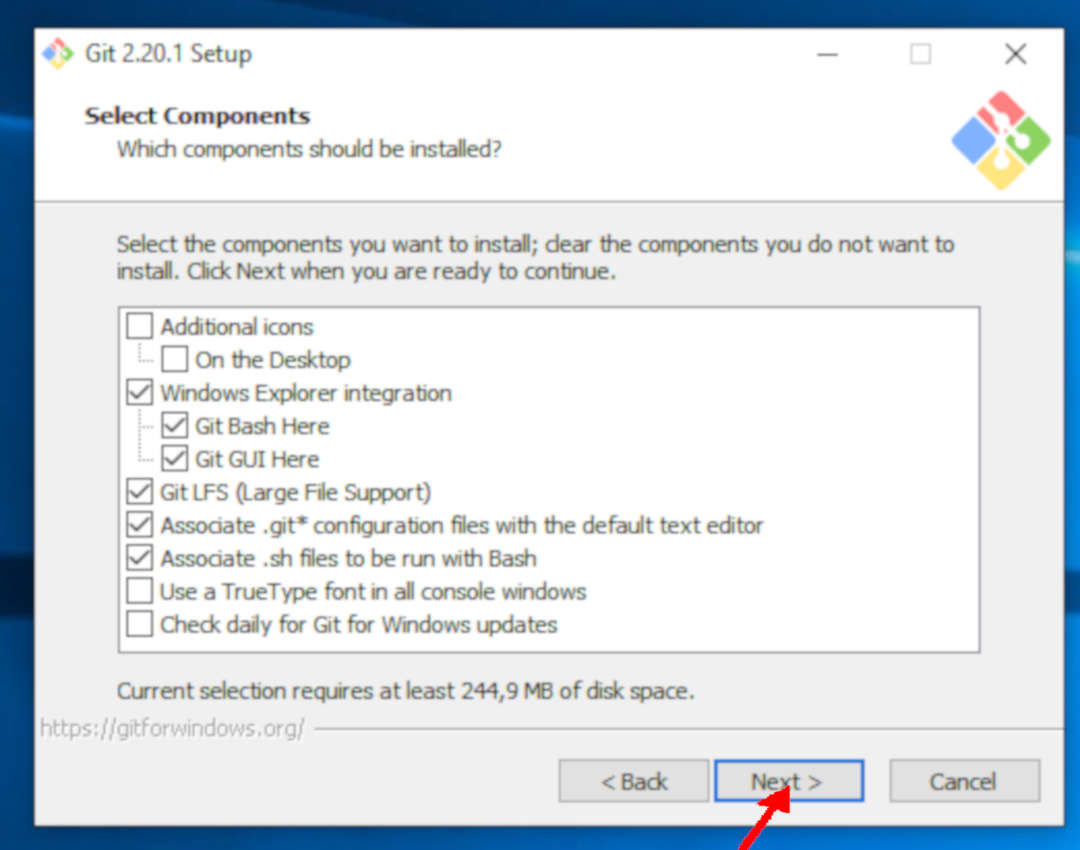 Git 2.20.1 Setup
Select Components
Which components should be installed?
Select the components you want to install; clear the components you do not want to
install. Click Next when you are ready to continue.
Additional icons
On the Desktop
Windows Explorer integration
Git Bash Here
Git GUI Here
Git LFS (Large File Support)
Associate .git* configuration files with the default text editor
Associate .sh files to be run with Bash
Use a TrueType font in all console windows
Check daily for Git for Windows updates
Current selection requires at least 244,9 MB of disk space.
https://gitforwindows.org/
< Back
Next >
Cancel